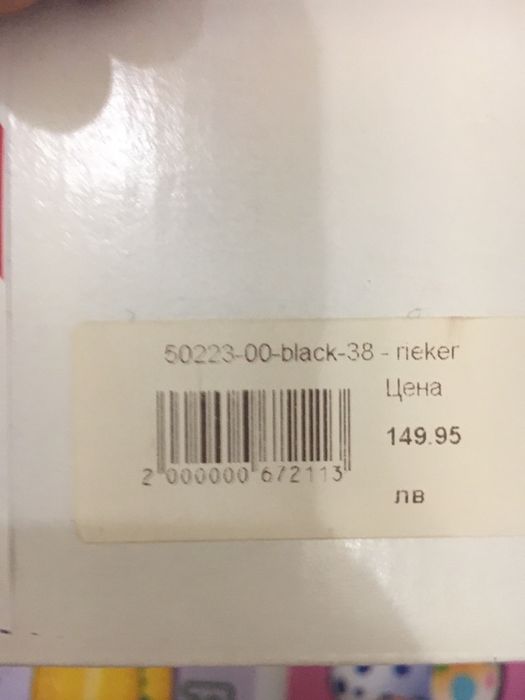 50223-00-black-38 - rieker
Цена
149.95
2 000000 672113
лв